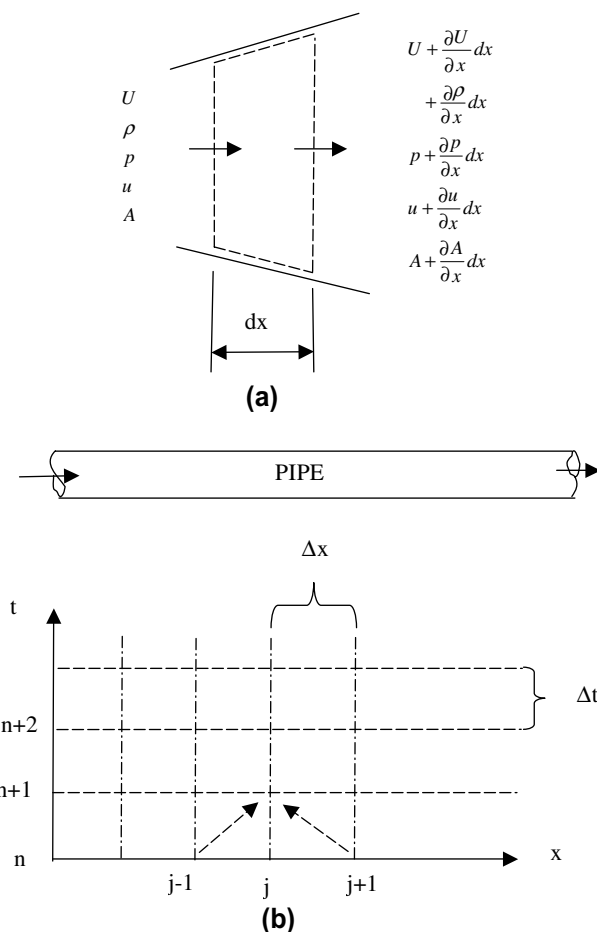 U
ρ
p
u
A
U + ∂U/∂x dx
+ ∂ρ/∂x dx
p + ∂p/∂x dx
u + ∂u/∂x dx
A + ∂A/∂x dx
dx
(a)
PIPE
Δx
t
Δt
n+2
n+1
n
x
j-1
j
j+1
(b)